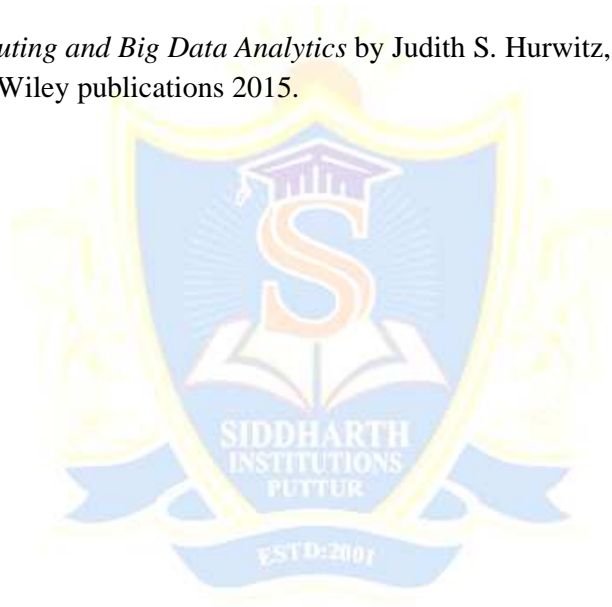 uting and Big Data Analytics by Judith S. Hurwitz,
Wiley publications 2015.
S
SIDDHARTH
INSTITUTIONS
PUTTUR
ESTD:2001